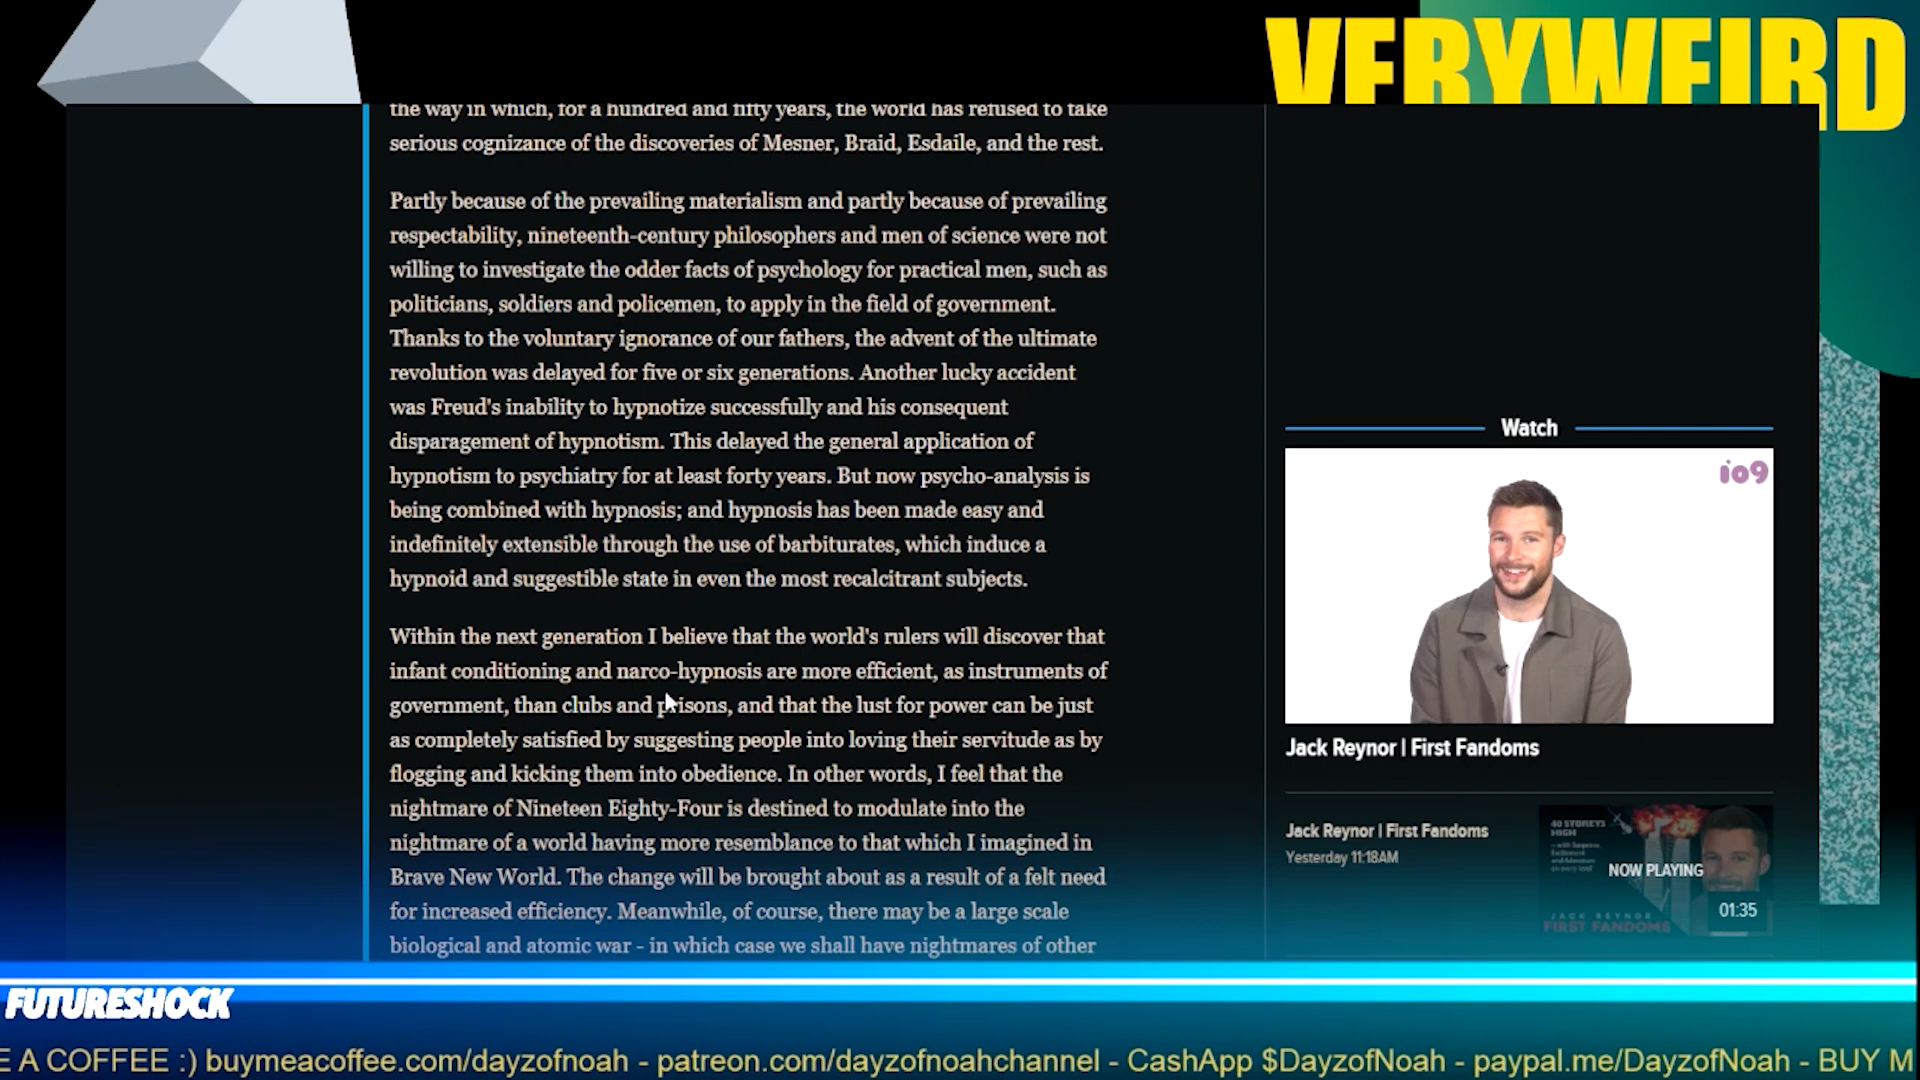 VERYWEIRD
the way in which, for a hundred and fifty years, the world has refused to take
serious cognizance of the discoveries of Mesner, Braid, Esdaile, and the rest.
Partly because of the prevailing materialism and partly because of prevailing
respectability, nineteenth-century philosophers and men of science were not
willing to investigate the odder facts of psychology for practical men, such as
politicians, soldiers and policemen, to apply in the field of government.
Thanks to the voluntary ignorance of our fathers, the advent of the ultimate
revolution was delayed for five or six generations. Another lucky accident
was Freud's inability to hypnotize successfully and his consequent
disparagement of hypnotism. This delayed the general application of
hypnotism to psychiatry for at least forty years. But now psycho-analysis is
being combined with hypnosis; and hypnosis has been made easy and
indefinitely extensible through the use of barbiturates, which induce a
hypnoid and suggestible state in even the most recalcitrant subjects.
Within the next generation I believe that the world's rulers will discover that
infant conditioning and narco-hypnosis are more efficient, as instruments of
government, than clubs and prisons, and that the lust for power can be just
as completely satisfied by suggesting people into loving their servitude as by
flogging and kicking them into obedience. In other words, I feel that the
nightmare of Nineteen Eighty-Four is destined to modulate into the
nightmare of a world having more resemblance to that which I imagined in
Brave New World. The change will be brought about as a result of a felt need
for increased efficiency. Meanwhile, of course, there may be a large scale
biological and atomic war - in which case we shall have nightmares of other
Watch
io9
Jack Reynor | First Fandoms
Jack Reynor | First Fandoms
Yesterday 11:18AM
40 STOREYS
HIGH
NOW PLAYING
01:35
JACK REYNOR
FIRST FANDOMS
FUTURESHOCK
E A COFFEE :) buymeacoffee.com/dayzofnoah - patreon.com/dayzofnoahchannel - CashApp $DayzofNoah - paypal.me/DayzofNoah - BUY M